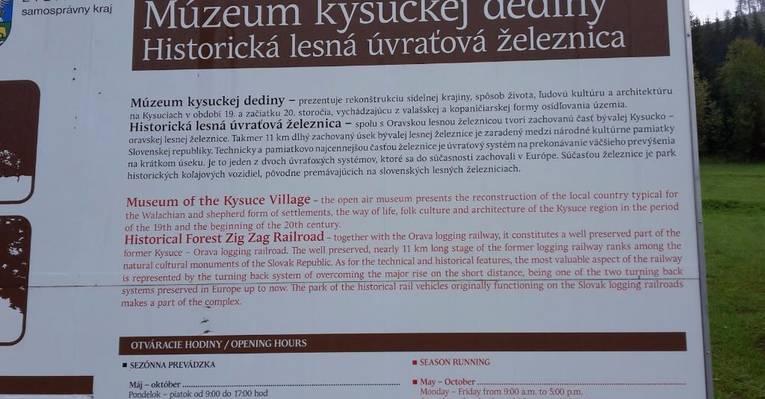 samosprávny kraj
Múzeum kysuckej dediny
Historická lesná úvraťová železnica
Múzeum kysuckej dediny – prezentuje rekonštrukciu sídelnej krajiny, spôsob života, ľudovú kultúru a architektúru
na Kysuciach v období 19. a začiatku 20. storočia, vychádzajúcu z valašskej a kopaničiarskej formy osídľovania územia.
Historická lesná úvraťová železnica – spolu s Oravskou lesnou železnicou tvorí zachovanú časť bývalej Kysucko –
oravskej lesnej železnice. Takmer 11 km dlhý zachovaný úsek bývalej lesnej železnice je zaradený medzi národné kultúrne pamiatky
Slovenskej republiky. Technicky a pamiatkovo najcennejšou časťou železnice je úvraťový systém na prekonávanie väčšieho prevýšenia
na krátkom úseku. Je to jeden z dvoch úvraťových systémov, ktoré sa do súčasnosti zachovali v Európe. Súčasťou železnice je park
historických koľajových vozidiel, pôvodne premávajúcich na slovenských lesných železniciach.
Museum of the Kysuce Village – the open air museum presents the reconstruction of the local country typical for
the Walachian and shepherd form of settlements, the way of life, folk culture and architecture of the Kysuce region in the period
of the 19th and the beginning of the 20th century.
Historical Forest Zig Zag Railroad – together with the Orava logging railway, it constitutes a well preserved part of the
former Kysuce – Orava logging railroad. The well preserved, nearly 11 km long stage of the former logging railway ranks among the
natural cultural monuments of the Slovak Republic. As for the technical and historical features, the most valuable aspect of the railway
is represented by the turning back system of overcoming the major rise on the short distance, being one of the two turning back
systems preserved in Europe up to now. The park of the historical rail vehicles originally functioning on the Slovak logging railroads
makes a part of the complex.
OTVÁRACIE HODINY / OPENING HOURS
SEZÓNNA PREVÁDZKA
SEASON RUNNING
Máj – október
May – October
Pondelok – piatok od 9:00 do 17:00 hod
Monday – Friday from 9:00 a.m. to 5:00 p.m.